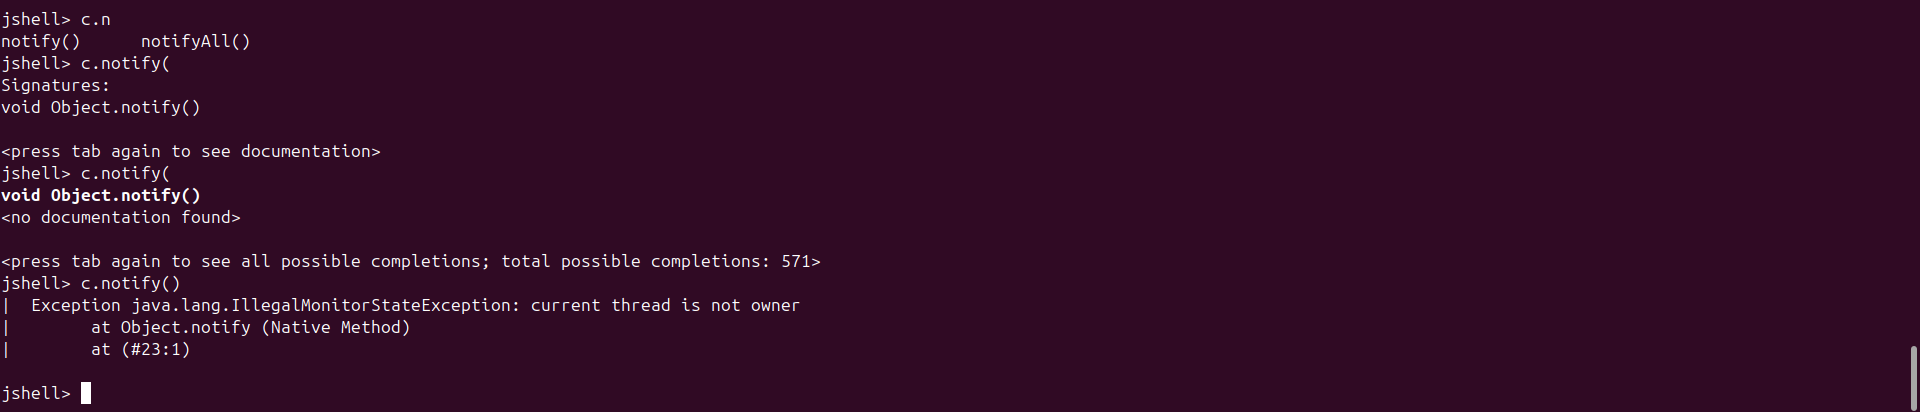 jshell> c.n
notify()      notifyAll()
jshell> c.notify(
Signatures:
void Object.notify()

<press tab again to see documentation>
jshell> c.notify(
void Object.notify()
<no documentation found>

<press tab again to see all possible completions; total possible completions: 571>
jshell> c.notify()
|  Exception java.lang.IllegalMonitorStateException: current thread is not owner
|        at Object.notify (Native Method)
|        at (#23:1)

jshell>